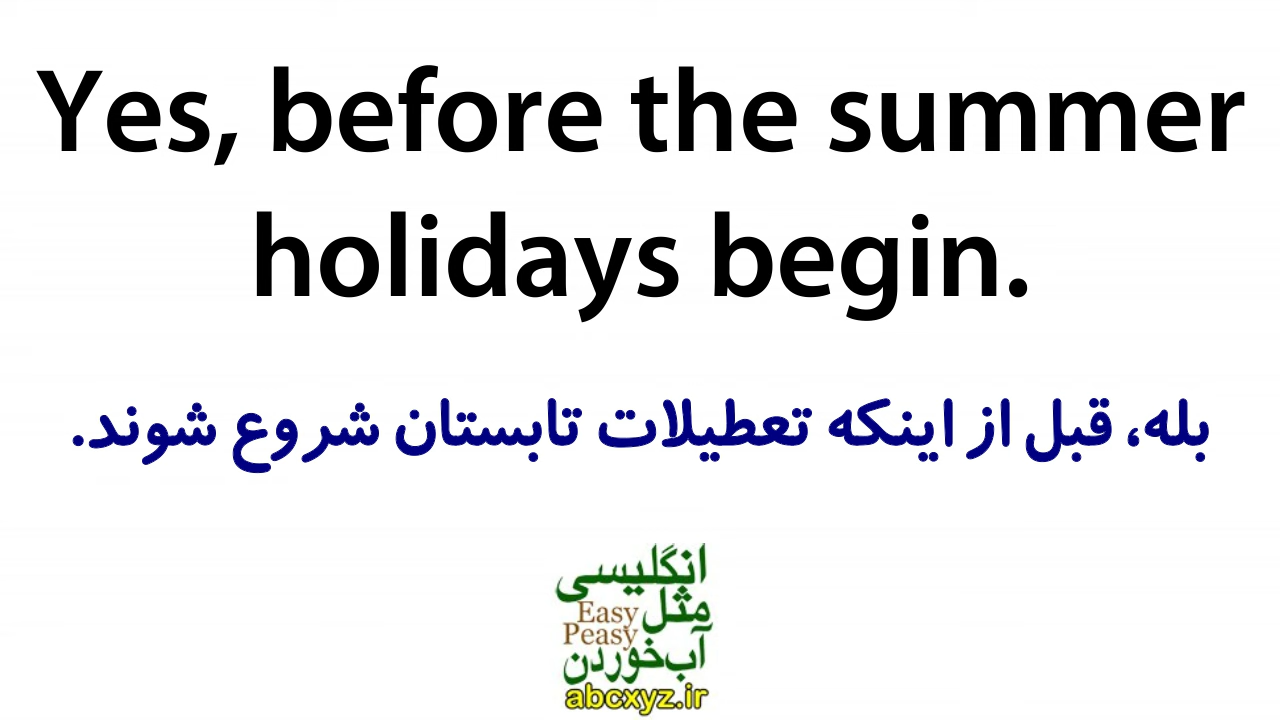 Yes, before the summer
holidays begin.
بله، قبل از اینکه تعطیلات تابستان شروع شوند.
انگلیسی
مثل
Easy
Peasy
آب‌خوردن
abcxyz.ir